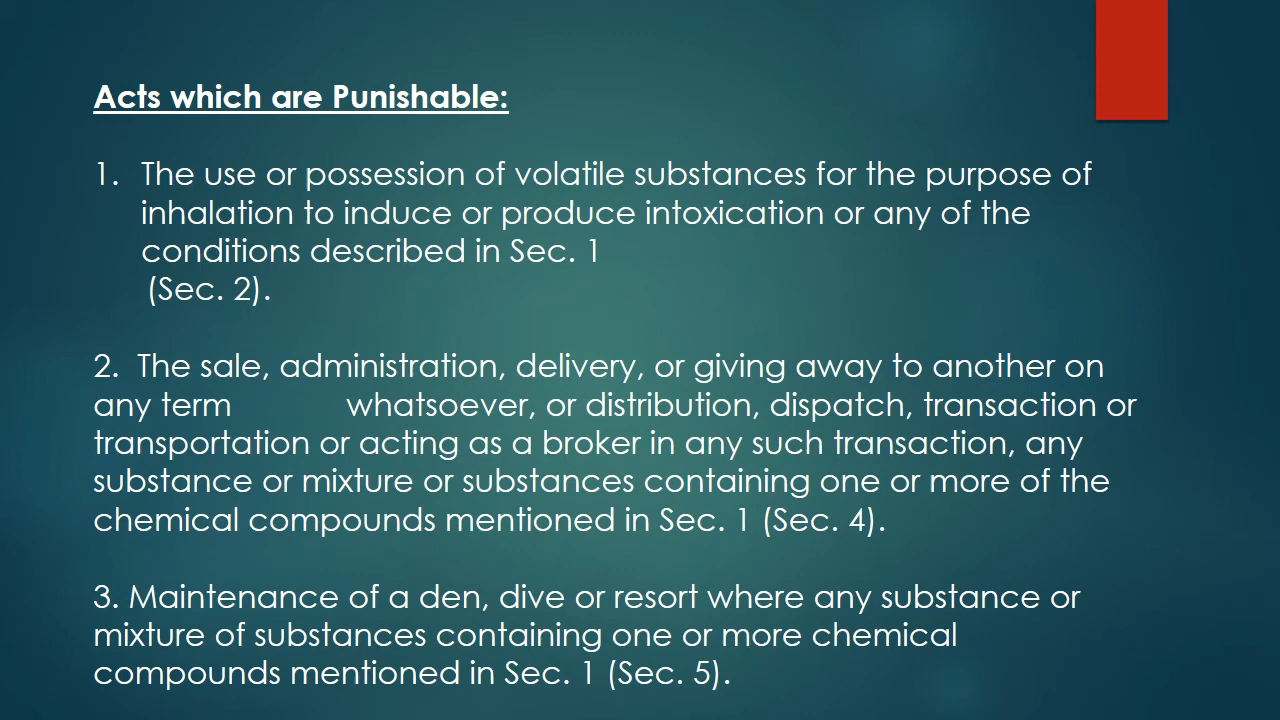 Acts which are Punishable:
1. The use or possession of volatile substances for the purpose of
inhalation to induce or produce intoxication or any of the
conditions described in Sec. 1
(Sec. 2).
2. The sale, administration, delivery, or giving away to another on
any term whatsoever, or distribution, dispatch, transaction or
transportation or acting as a broker in any such transaction, any
substance or mixture or substances containing one or more of the
chemical compounds mentioned in Sec. 1 (Sec. 4).
3. Maintenance of a den, dive or resort where any substance or
mixture of substances containing one or more chemical
compounds mentioned in Sec. 1 (Sec. 5).